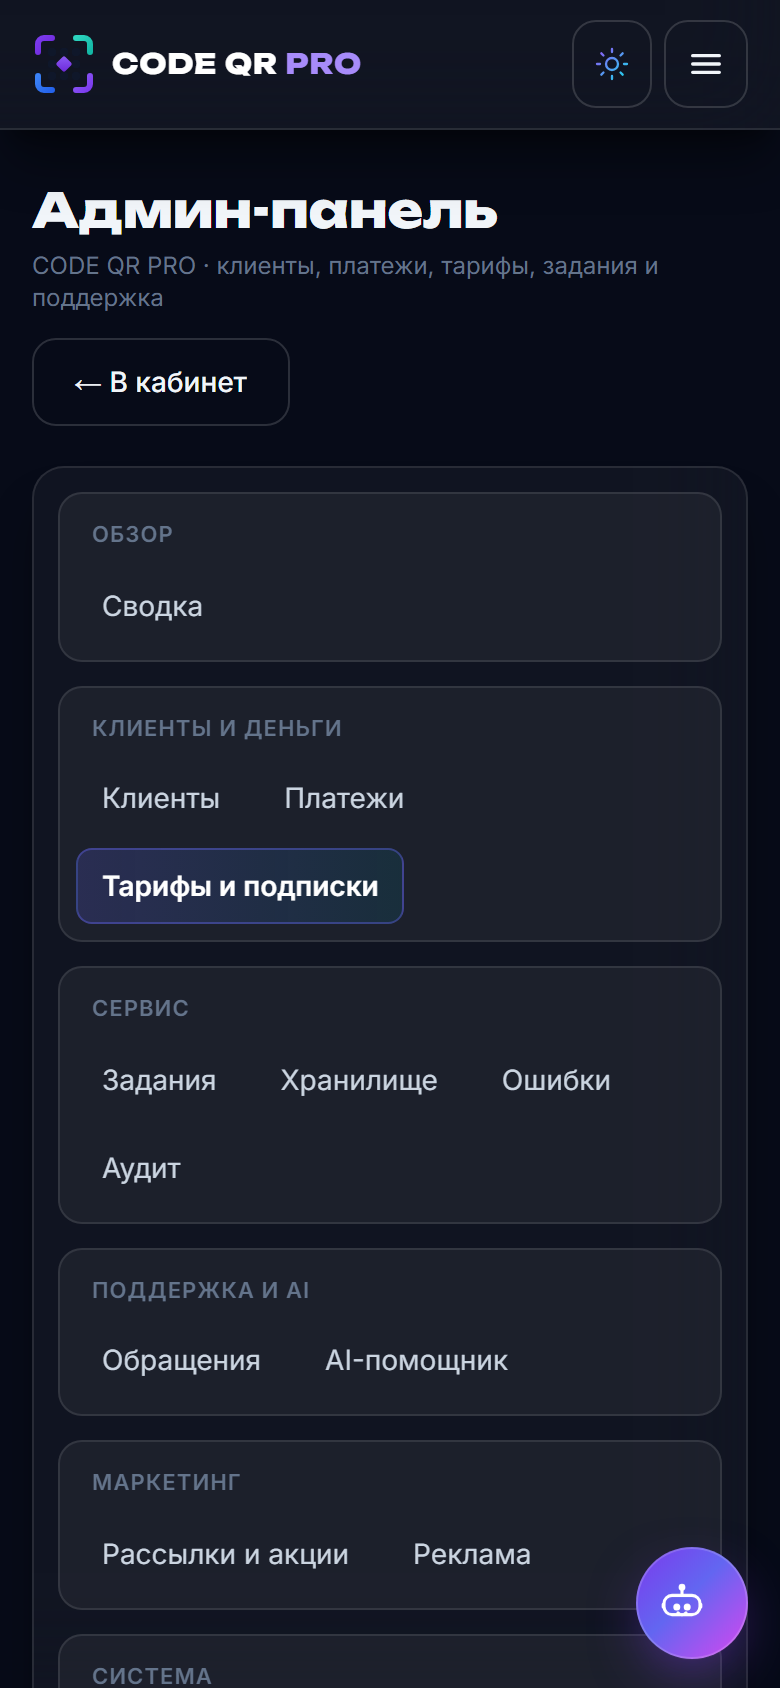 CODE QR PRO
Админ-панель
CODE QR PRO · клиенты, платежи, тарифы, задания и
поддержка
← В кабинет
ОБЗОР
Сводка
КЛИЕНТЫ И ДЕНЬГИ
Клиенты Платежи
Тарифы и подписки
СЕРВИС
Задания Хранилище Ошибки
Аудит
ПОДДЕРЖКА И AI
Обращения AI-помощник
МАРКЕТИНГ
Рассылки и акции Реклама
СИСТЕМА